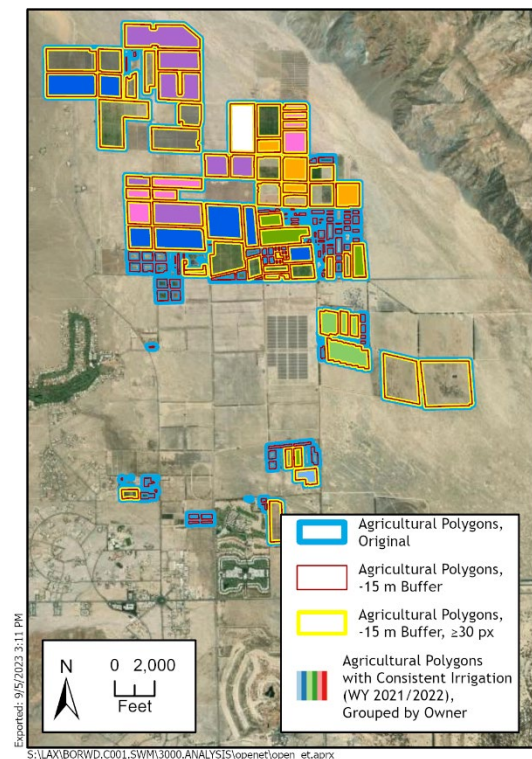 Agricultural Polygons,
Original
Agricultural Polygons,
-15 m Buffer
Agricultural Polygons,
-15 m Buffer, ≥30 px
Agricultural Polygons
with Consistent Irrigation
(WY 2021/2022),
Grouped by Owner
N
0 2,000
Feet
Exported: 9/5/2023 3:11 PM
S:\LAX\BORWD.C001.SWM\3000.ANALYSIS\openet\open_et.aprx